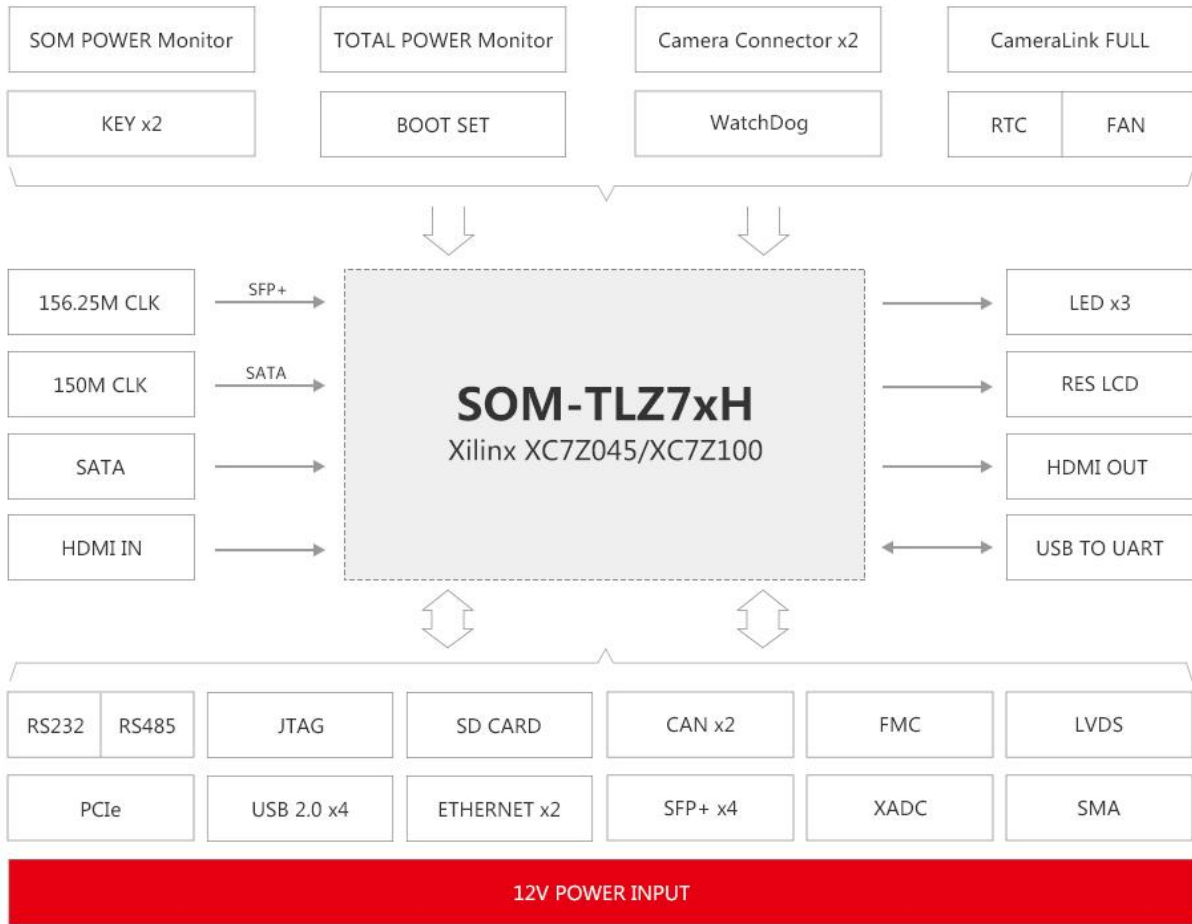 SOM POWER Monitor
TOTAL POWER Monitor
Camera Connector x2
CameraLink FULL
KEY x2
BOOT SET
WatchDog
RTC
FAN
156.25M CLK
SFP+
LED x3
150M CLK
SATA
RES LCD
SOM-TLZ7xH
Xilinx XC7Z045/XC7Z100
SATA
HDMI OUT
HDMI IN
USB TO UART
RS232
RS485
JTAG
SD CARD
CAN x2
FMC
LVDS
PCIe
USB 2.0 x4
ETHERNET x2
SFP+ x4
XADC
SMA
12V POWER INPUT